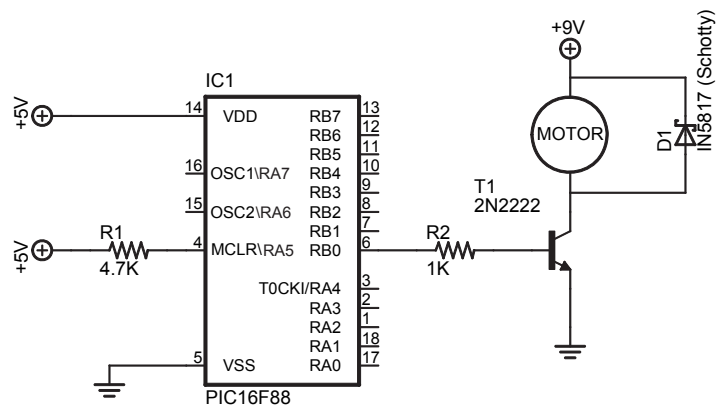 +9V
IN5817 (Schotty)
D1
MOTOR
T1
2N2222
IC1
+5V
14 VDD RB7 13
RB6 12
RB5 11
16 OSC1\RA7 RB4 10
RB3 9
15 OSC2\RA6 RB2 8
RB1 7
+5V
R1
4.7K
4 MCLR\RA5 RB0 6
R2
1K
T0CKI/RA4 3
RA3 2
RA2 1
RA1 18
5 VSS RA0 17
PIC16F88